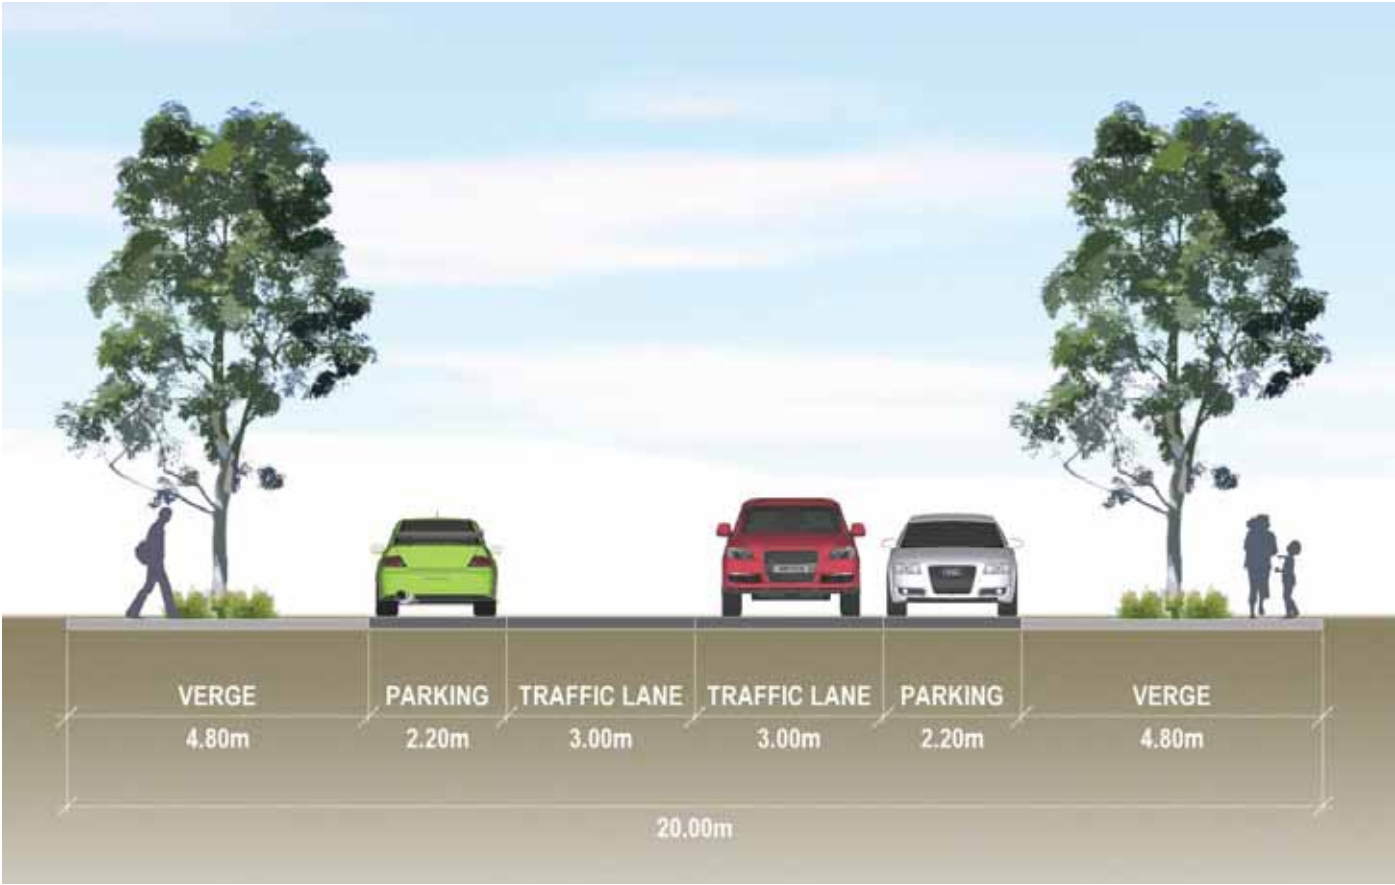 VERGE PARKING TRAFFIC LANE TRAFFIC LANE PARKING VERGE
4.80m 2.20m 3.00m 3.00m 2.20m 4.80m
20.00m